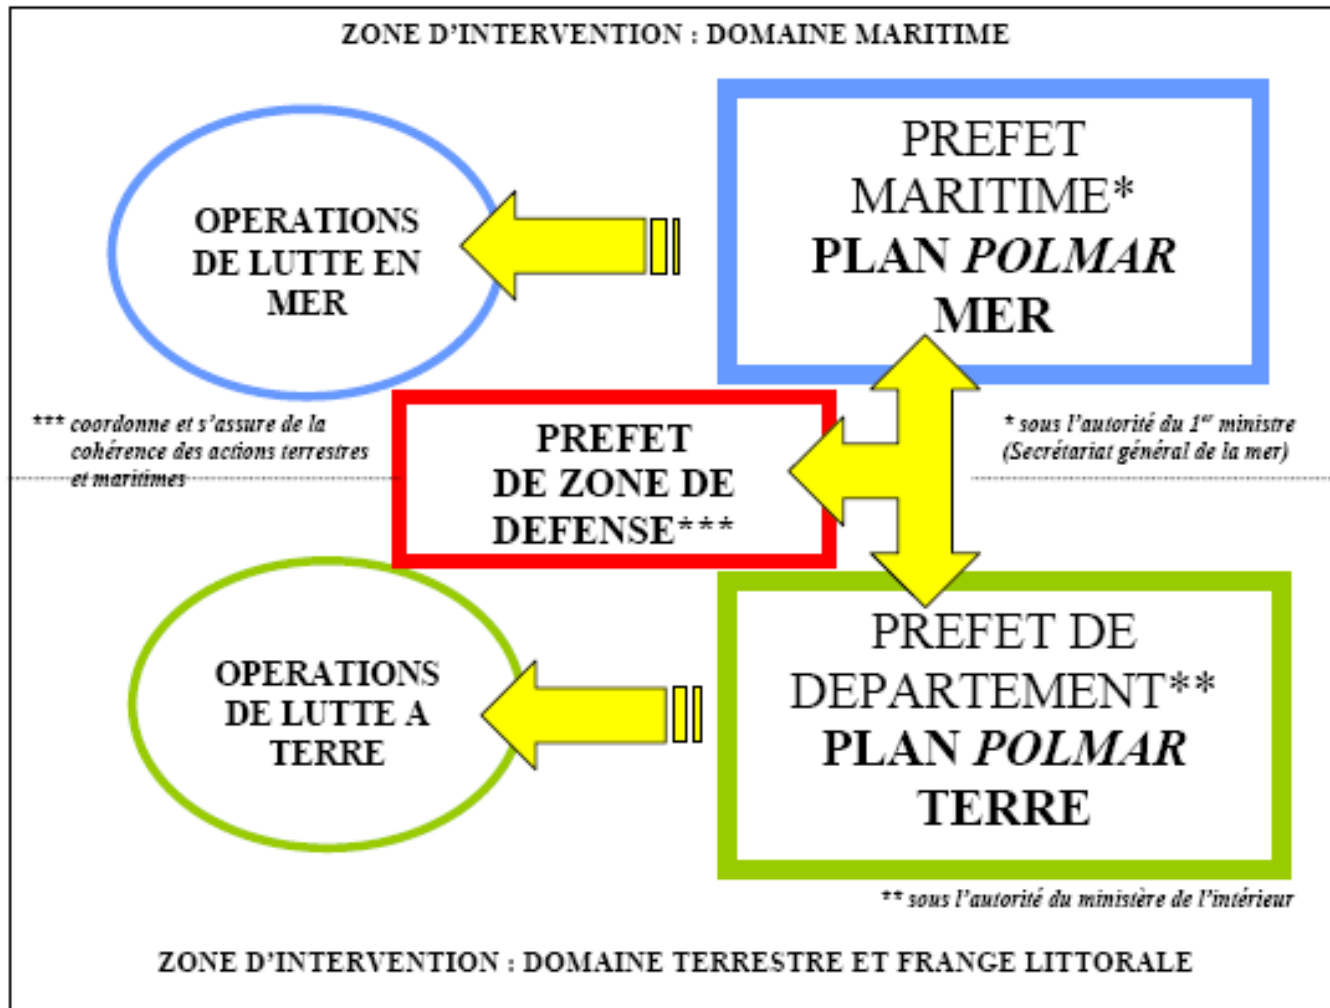 ZONE D'INTERVENTION : DOMAINE MARITIME
OPERATIONS
DE LUTTE EN
MER
PREFET
MARITIME*
PLAN POLMAR
MER
*** coordonne et s'assure de la
cohérence des actions terrestres
et maritimes
PREFET
DE ZONE DE
DEFENSE***
* sous l'autorité du 1er ministre
(Secrétariat général de la mer)
OPERATIONS
DE LUTTE A
TERRE
PREFET DE
DEPARTEMENT**
PLAN POLMAR
TERRE
** sous l'autorité du ministère de l'intérieur
ZONE D'INTERVENTION : DOMAINE TERRESTRE ET FRANGE LITTORALE